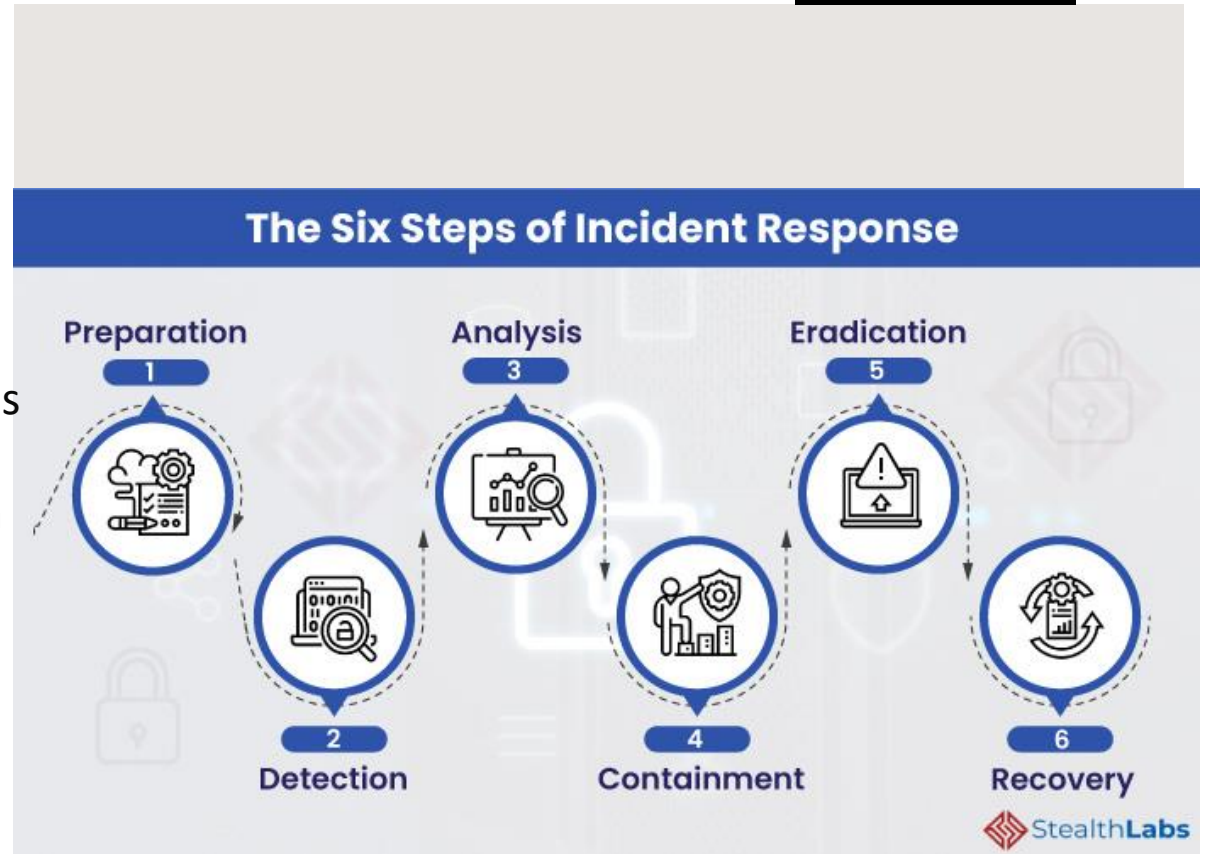 The Six Steps of Incident Response
Preparation
1
Analysis
3
Eradication
5
s
2
Detection
4
Containment
6
Recovery
StealthLabs